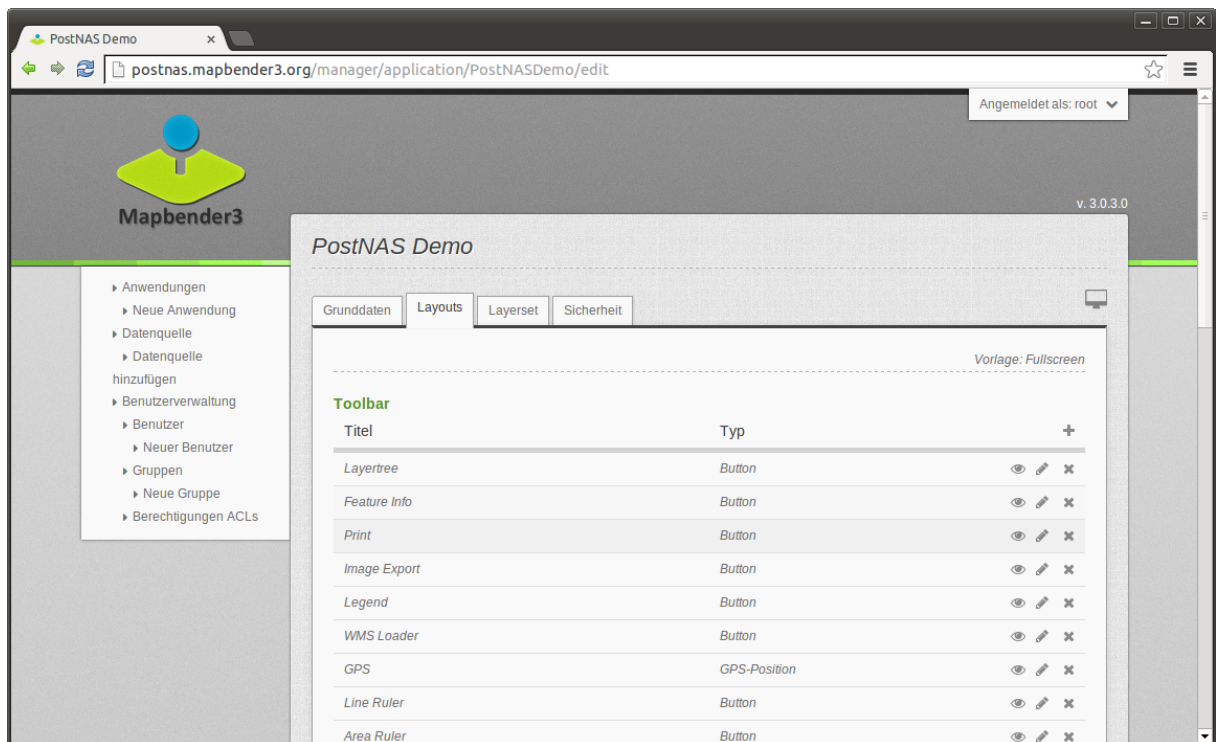 PostNAS Demo
postnas.mapbender3.org/manager/application/PostNASDemo/edit
Angemeldet als: root
Mapbender3
v. 3.0.3.0
PostNAS Demo
Anwendungen
Neue Anwendung
Datenquelle
Datenquelle
hinzufügen
Benutzerverwaltung
Benutzer
Neuer Benutzer
Gruppen
Neue Gruppe
Berechtigungen ACLs
Grunddaten Layouts Layerset Sicherheit
Vorlage: Fullscreen
Toolbar
Titel Typ
Layertree Button
Feature Info Button
Print Button
Image Export Button
Legend Button
WMS Loader Button
GPS GPS-Position
Line Ruler Button
Area Ruler Button